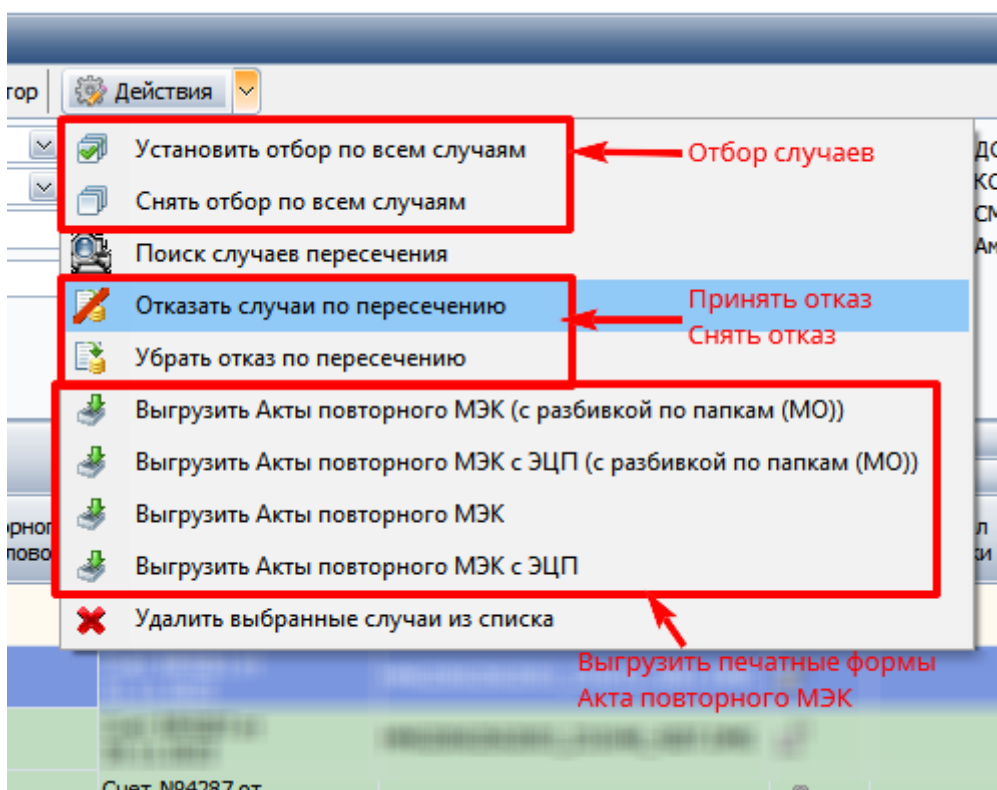 Действия
Установить отбор по всем случаям
Отбор случаев
Снять отбор по всем случаям
Поиск случаев пересечения
Отказать случаи по пересечению
Принять отказ
Снять отказ
Убрать отказ по пересечению
Выгрузить Акты повторного МЭК (с разбивкой по папкам (МО))
Выгрузить Акты повторного МЭК с ЭЦП (с разбивкой по папкам (МО))
Выгрузить Акты повторного МЭК
Выгрузить Акты повторного МЭК с ЭЦП
Удалить выбранные случаи из списка
Выгрузить печатные формы
Акта повторного МЭК
Счет №4287 от